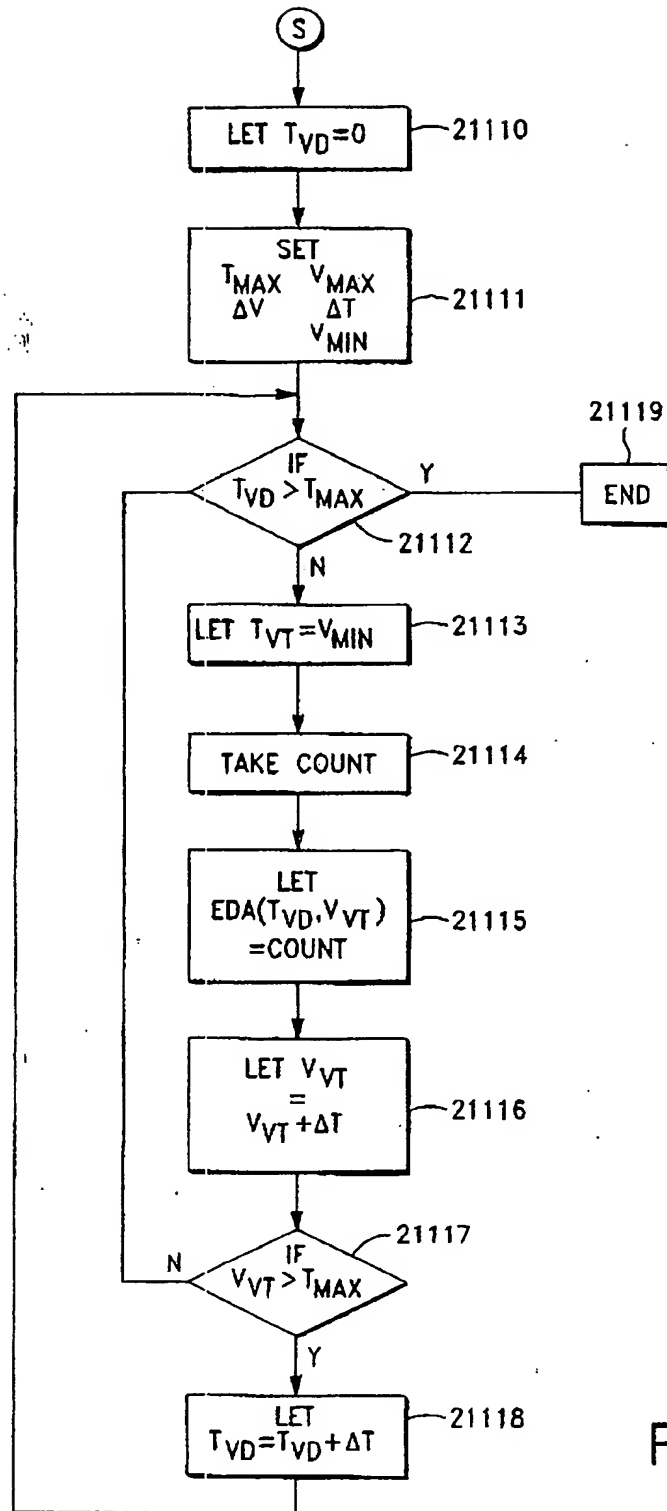 S
LET T_VD=0
21110
SET
T_MAX V_MAX
ΔV ΔT
V_MIN
21111
21119
IF
T_VD > T_MAX
Y
END
21112
N
LET T_VT=V_MIN
21113
TAKE COUNT
21114
LET
EDA(T_VD,V_VT)
=COUNT
21115
LET V_VT
=
V_VT+ΔT
21116
21117
N
IF
V_VT>T_MAX
Y
LET
T_VD=T_VD+ΔT
21118
F